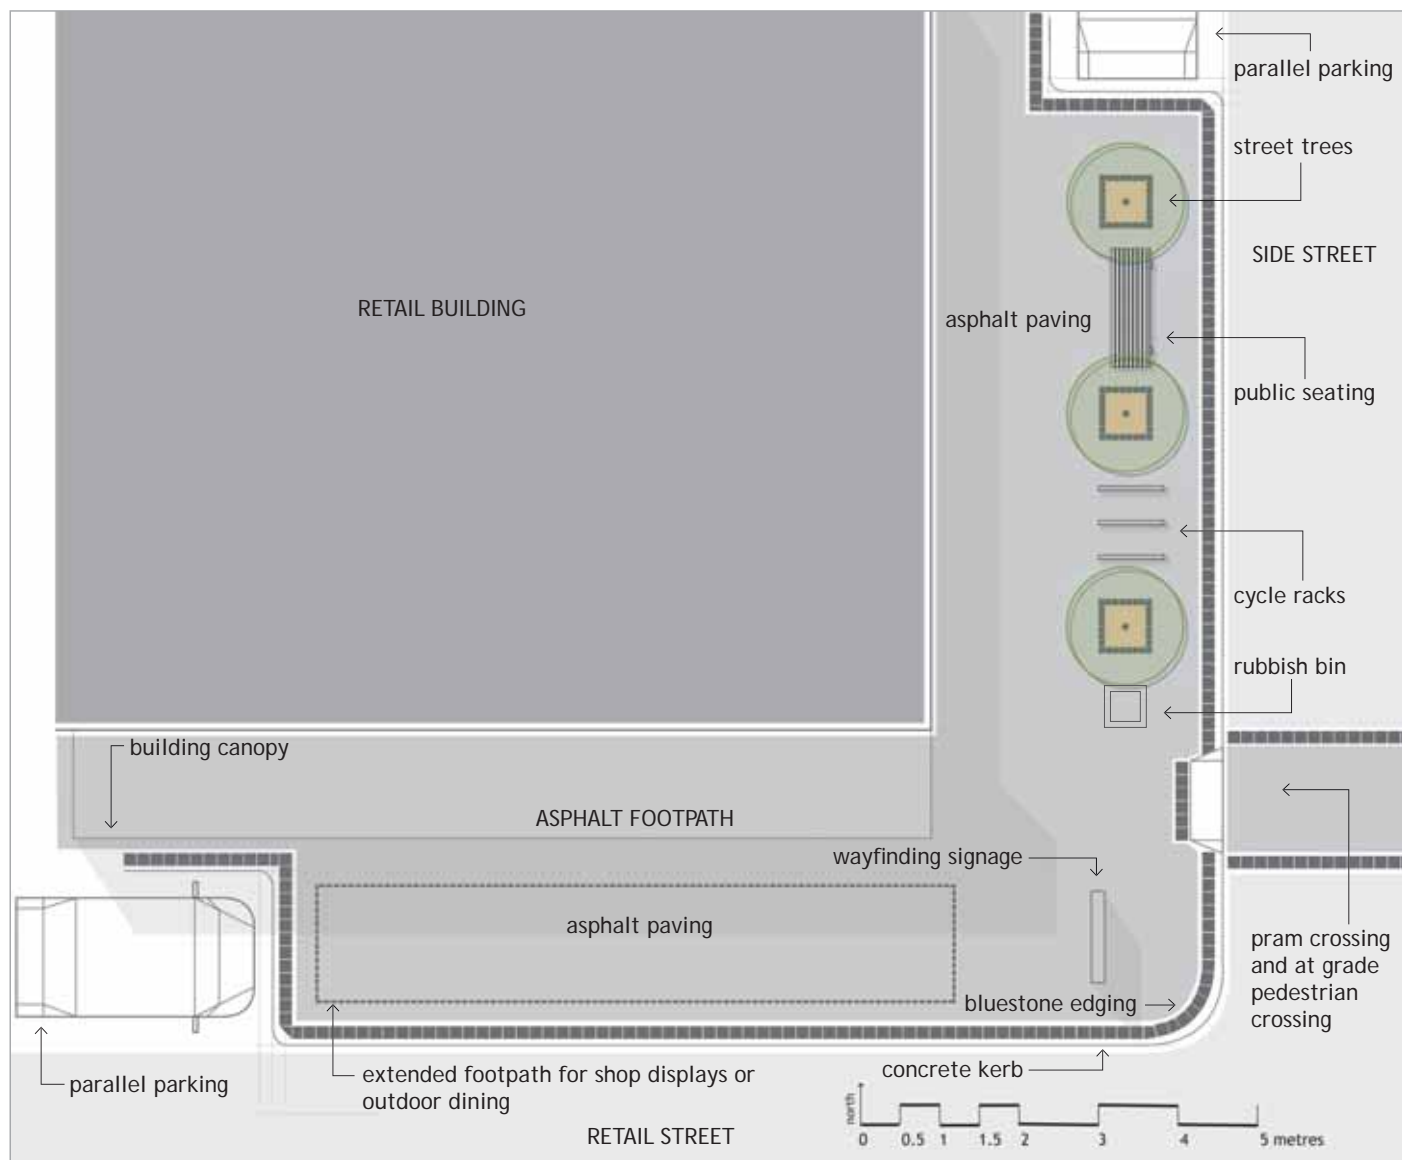 parallel parking
street trees
SIDE STREET
RETAIL BUILDING
asphalt paving
public seating
cycle racks
rubbish bin
building canopy
ASPHALT FOOTPATH
wayfinding signage
asphalt paving
pram crossing
and at grade
pedestrian
crossing
bluestone edging
concrete kerb
parallel parking
extended footpath for shop displays or
outdoor dining
RETAIL STREET
north
0 0.5 1 1.5 2 3 4 5 metres